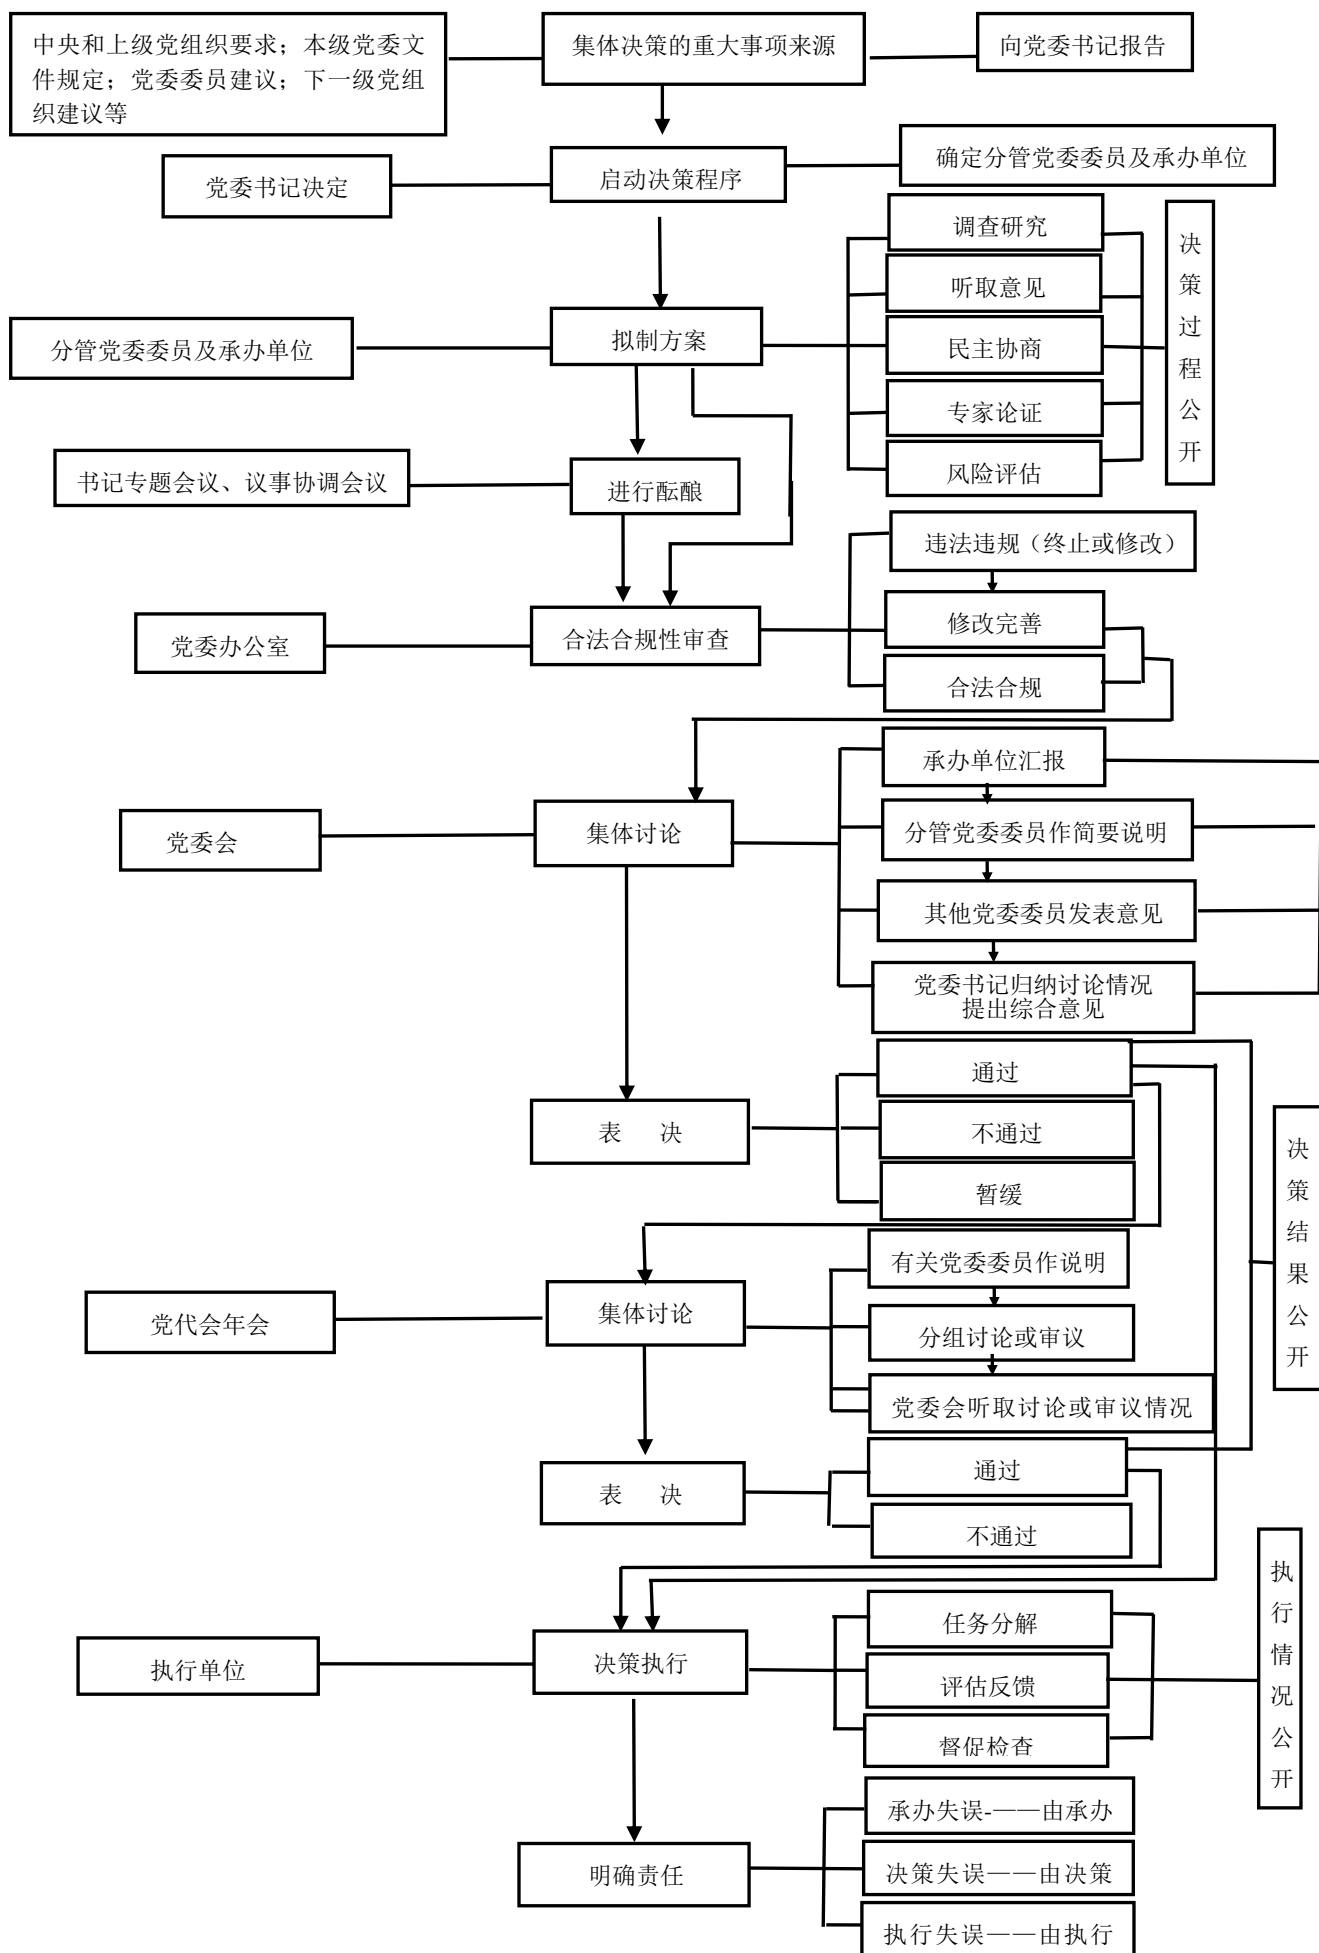 中央和上级党组织要求；本级党委文
件规定；党委委员建议；下一级党组
织建议等
集体决策的重大事项来源
向党委书记报告
党委书记决定
启动决策程序
确定分管党委委员及承办单位
分管党委委员及承办单位
拟制方案
调查研究
听取意见
民主协商
专家论证
风险评估
决策过程公开
书记专题会议、议事协调会议
进行酝酿
党委办公室
合法合规性审查
违法违规（终止或修改）
修改完善
合法合规
党委会
集体讨论
承办单位汇报
分管党委委员作简要说明
其他党委委员发表意见
党委书记归纳讨论情况
提出综合意见
表 决
通过
不通过
暂缓
决策结果公开
党代会年会
集体讨论
有关党委委员作说明
分组讨论或审议
党委会听取讨论或审议情况
表 决
通过
不通过
执行单位
决策执行
任务分解
评估反馈
督促检查
执行情况公开
明确责任
承办失误-——由承办
决策失误——由决策
执行失误——由执行